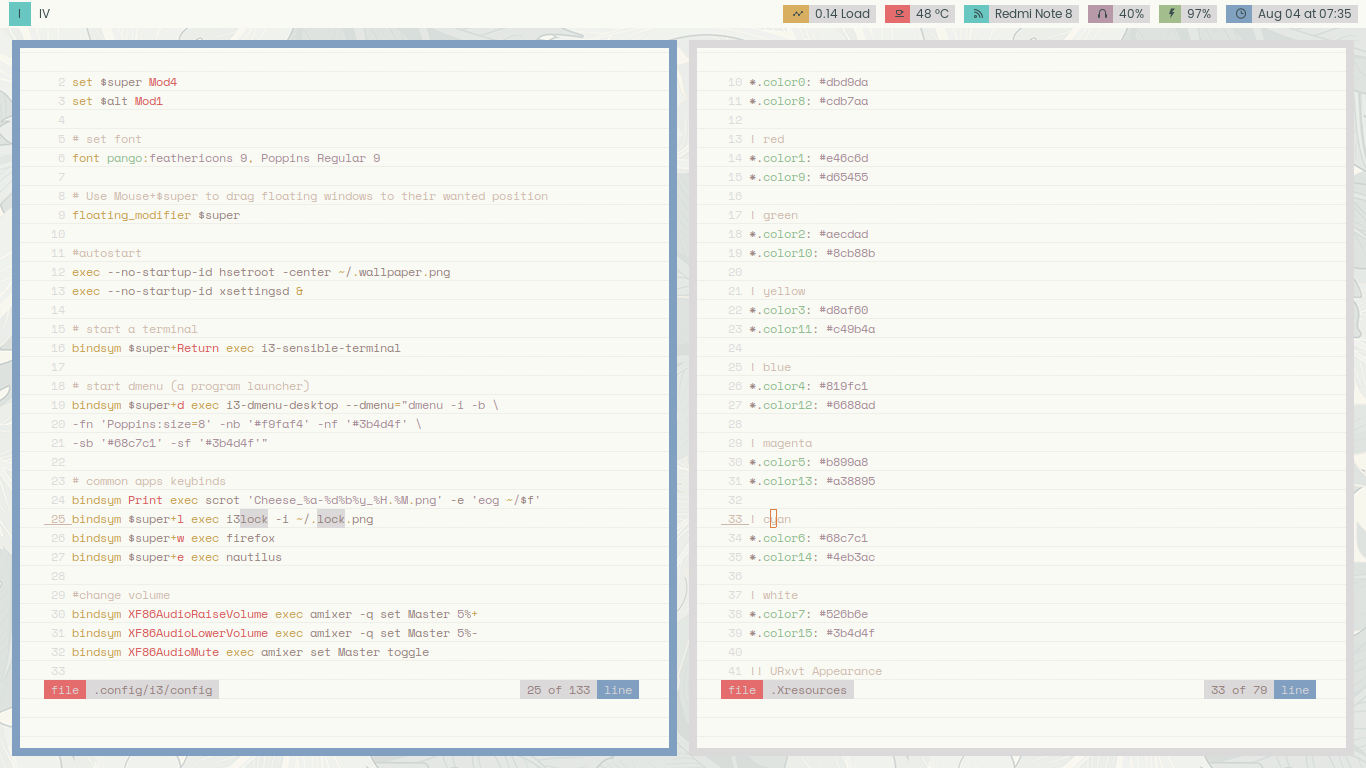 I IV 0.14 Load 48 °C Redmi Note 8 40% 97% Aug 04 at 07:35
2 set $super Mod4
3 set $alt Mod1
4
5 # set font
6 font pango:feathericons 9, Poppins Regular 9
7
8 # Use Mouse+$super to drag floating windows to their wanted position
9 floating_modifier $super
10
11 #autostart
12 exec --no-startup-id hsetroot -center ~/.wallpaper.png
13 exec --no-startup-id xsettingsd &
14
15 # start a terminal
16 bindsym $super+Return exec i3-sensible-terminal
17
18 # start dmenu (a program launcher)
19 bindsym $super+d exec i3-dmenu-desktop --dmenu="dmenu -i -b \
20 -fn 'Poppins:size=8' -nb '#f9faf4' -nf '#3b4d4f' \
21 -sb '#68c7c1' -sf '#3b4d4f'"
22
23 # common apps keybinds
24 bindsym Print exec scrot 'Cheese_%a-%d%b%y_%H.%M.png' -e 'eog ~/$f'
25 bindsym $super+l exec i3lock -i ~/.lock.png
26 bindsym $super+w exec firefox
27 bindsym $super+e exec nautilus
28
29 #change volume
30 bindsym XF86AudioRaiseVolume exec amixer -q set Master 5%+
31 bindsym XF86AudioLowerVolume exec amixer -q set Master 5%-
32 bindsym XF86AudioMute exec amixer set Master toggle
33
file .config/i3/config 25 of 133 line
10 *.color0: #dbd9da
11 *.color8: #cdb7aa
12
13 | red
14 *.color1: #e46c6d
15 *.color9: #d65455
16
17 | green
18 *.color2: #aecdad
19 *.color10: #8cb88b
20
21 | yellow
22 *.color3: #d8af60
23 *.color11: #c49b4a
24
25 | blue
26 *.color4: #819fc1
27 *.color12: #6688ad
28
29 | magenta
30 *.color5: #b899a8
31 *.color13: #a38895
32
33 | cyan
34 *.color6: #68c7c1
35 *.color14: #4eb3ac
36
37 | white
38 *.color7: #526b6e
39 *.color15: #3b4d4f
40
41 || URxvt Appearance
file .Xresources 33 of 79 line